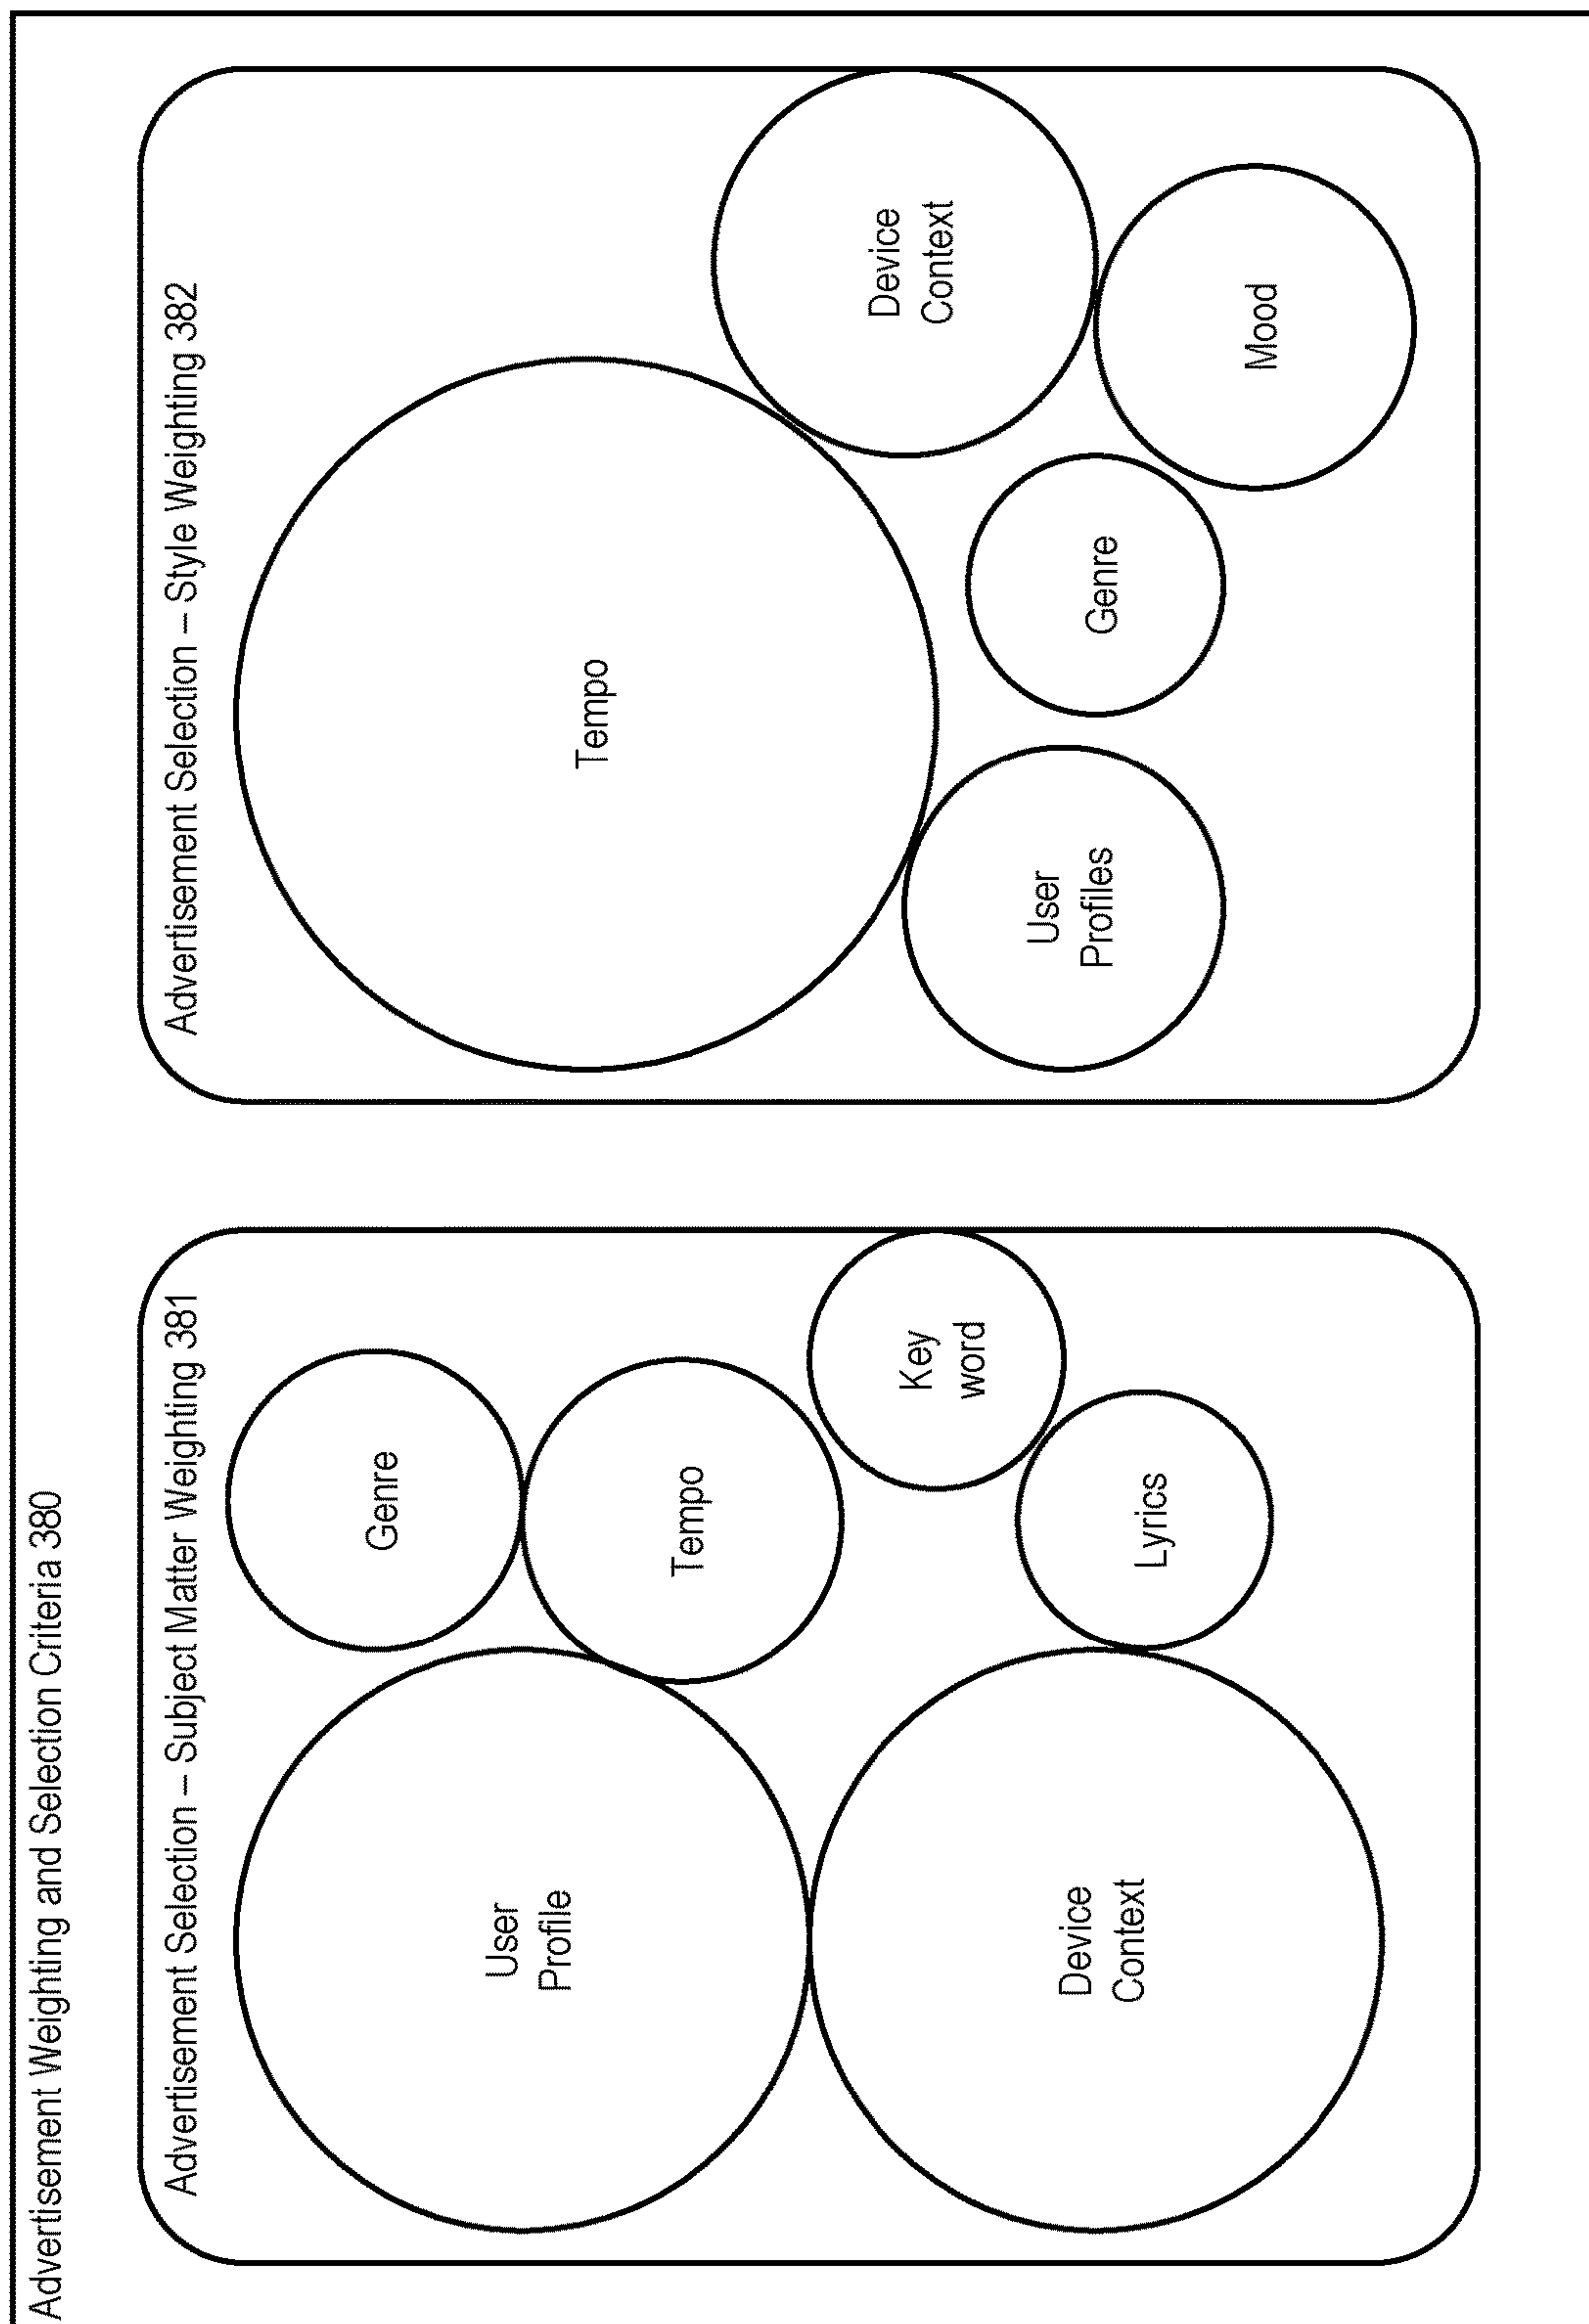 Advertisement Weighting and Selection Criteria 380
Advertisement Selection – Subject Matter Weighting 381
User
Profile
Genre
Tempo
Key
word
Device
Context
Lyrics
Advertisement Selection – Style Weighting 382
Tempo
Device
Context
User
Profiles
Genre
Mood